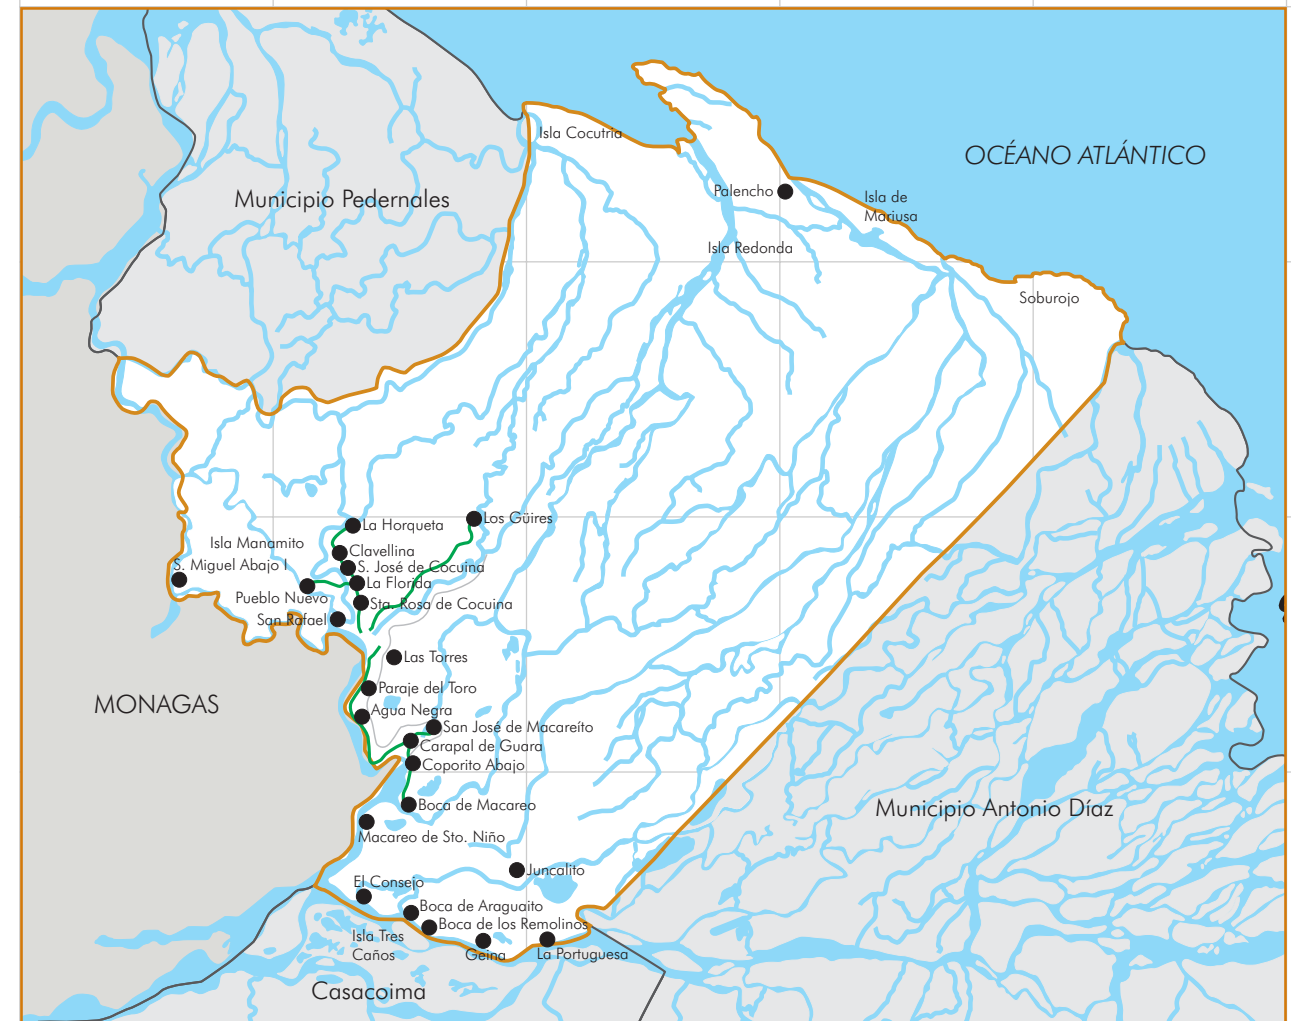 Isla Cocutria
OCÉANO ATLÁNTICO
Municipio Pedernales
Palencho
Isla de
Mariusa
Isla Redonda
Soburojo
La Horqueta
Los Güires
Isla Manamito
Clavellina
S. Miguel Abajo I
S. José de Cocuina
La Florida
Pueblo Nuevo
Sta. Rosa de Cocuina
San Rafael
Las Torres
Paraje del Toro
MONAGAS
Agua Negra
San José de Macareíto
Carapal de Guara
Coporito Abajo
Boca de Macareo
Municipio Antonio Díaz
Macareo de Sto. Niño
Juncalito
El Consejo
Boca de Araguaito
Boca de los Remolinos
Isla Tres
Caños
Geina
La Portuguesa
Casacoima